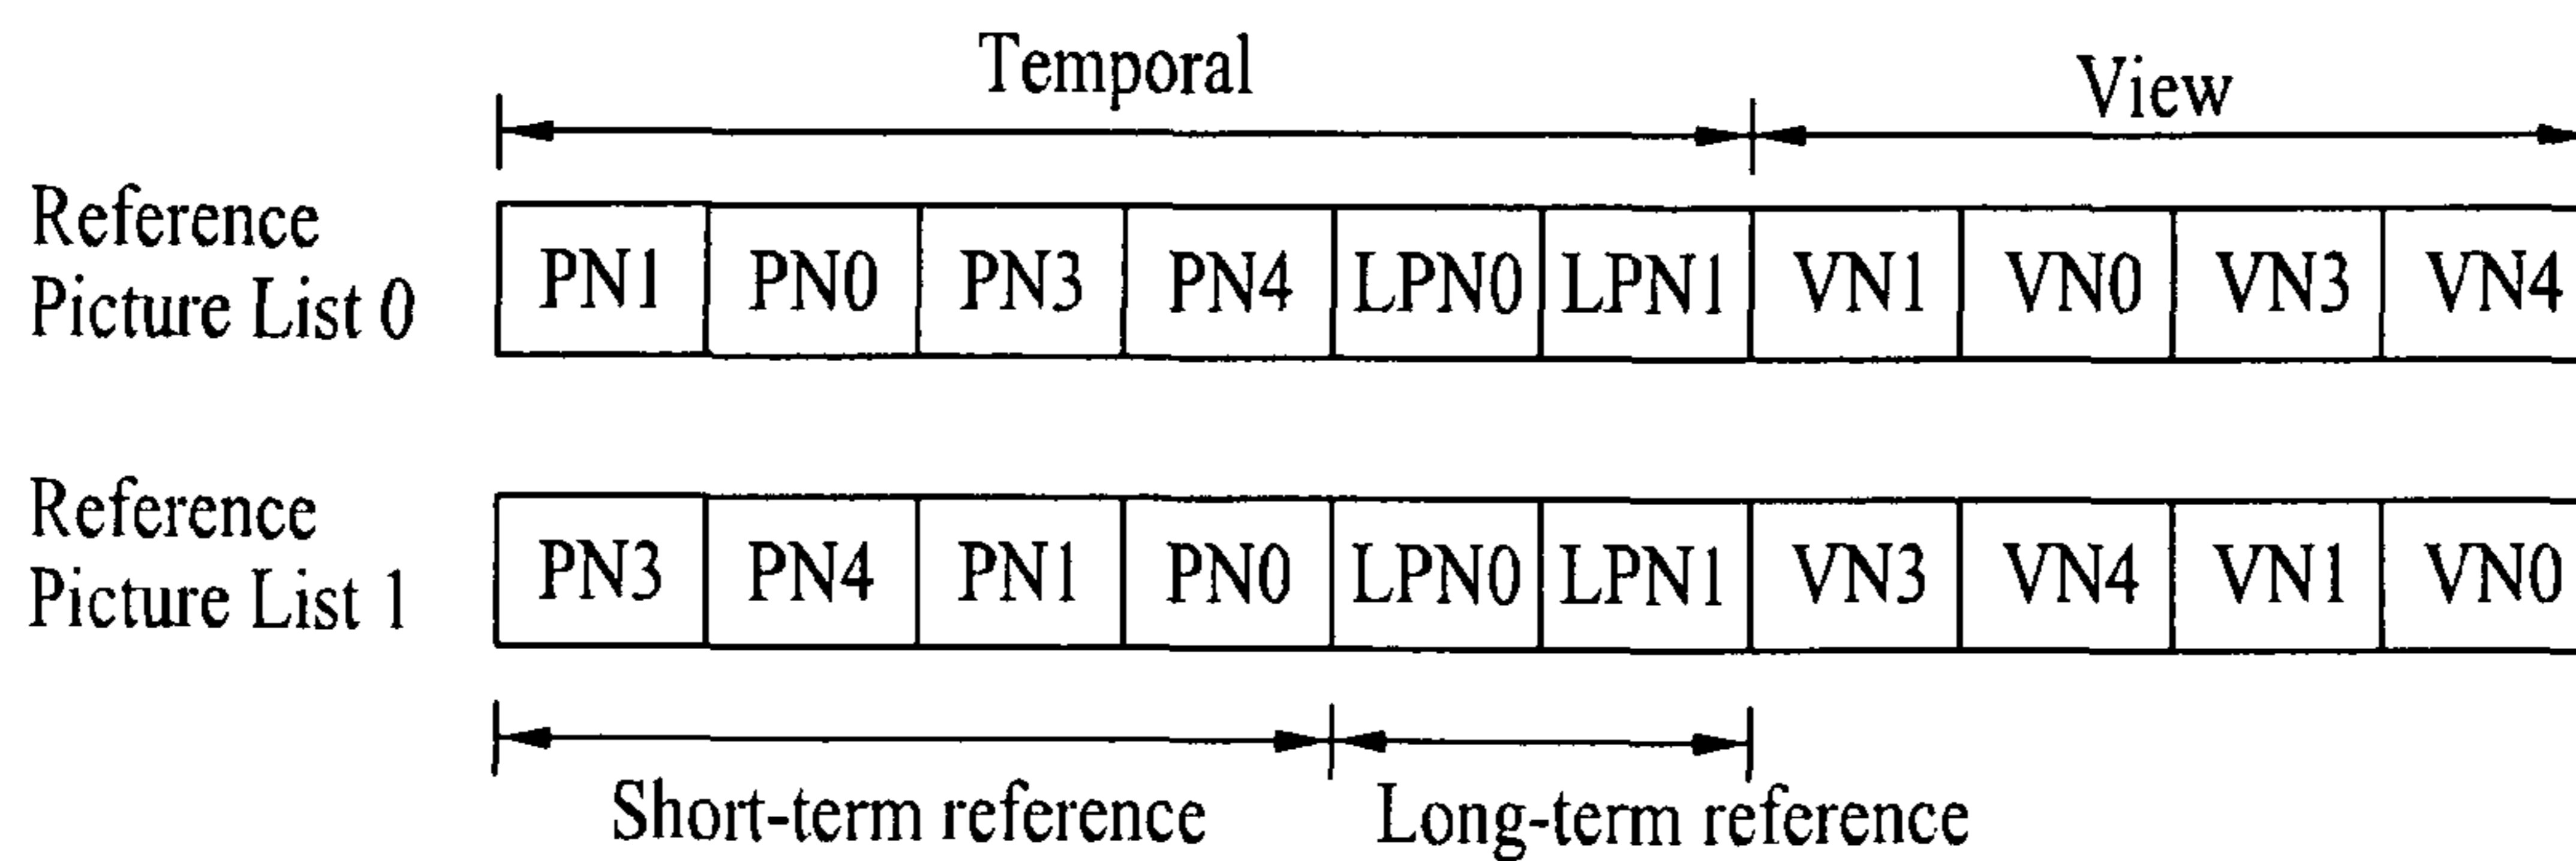 Temporal
View
Reference
Picture List 0
PN1 PN0 PN3 PN4 LPN0 LPN1 VN1 VN0 VN3 VN4
Reference
Picture List 1
PN3 PN4 PN1 PN0 LPN0 LPN1 VN3 VN4 VN1 VN0
Short-term reference
Long-term reference